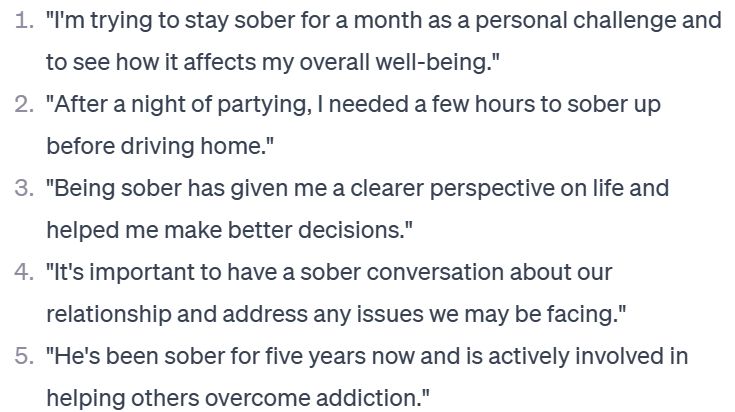 1. "I'm trying to stay sober for a month as a personal challenge and
to see how it affects my overall well-being."
2. "After a night of partying, I needed a few hours to sober up
before driving home."
3. "Being sober has given me a clearer perspective on life and
helped me make better decisions."
4. "It's important to have a sober conversation about our
relationship and address any issues we may be facing."
5. "He's been sober for five years now and is actively involved in
helping others overcome addiction."